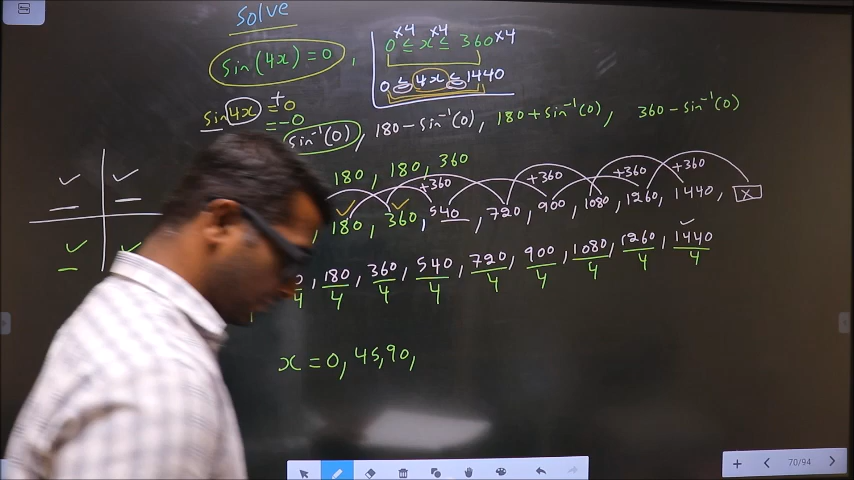 Solve
sin(4x) = 0, 0 ≤ x ≤ 360
×4 ×4 ×4
0 ≤ 4x ≤ 1440
sin4x = +0
= -0
sin⁻¹(0), 180 - sin⁻¹(0), 180 + sin⁻¹(0), 360 - sin⁻¹(0)
180, 180, 360
+360 +360 +360 +360
180, 360, 540, 720, 900, 1080, 1260, 1440, x
0/4, 180/4, 360/4, 540/4, 720/4, 900/4, 1080/4, 1260/4, 1440/4
x = 0, 45, 90,
70/94